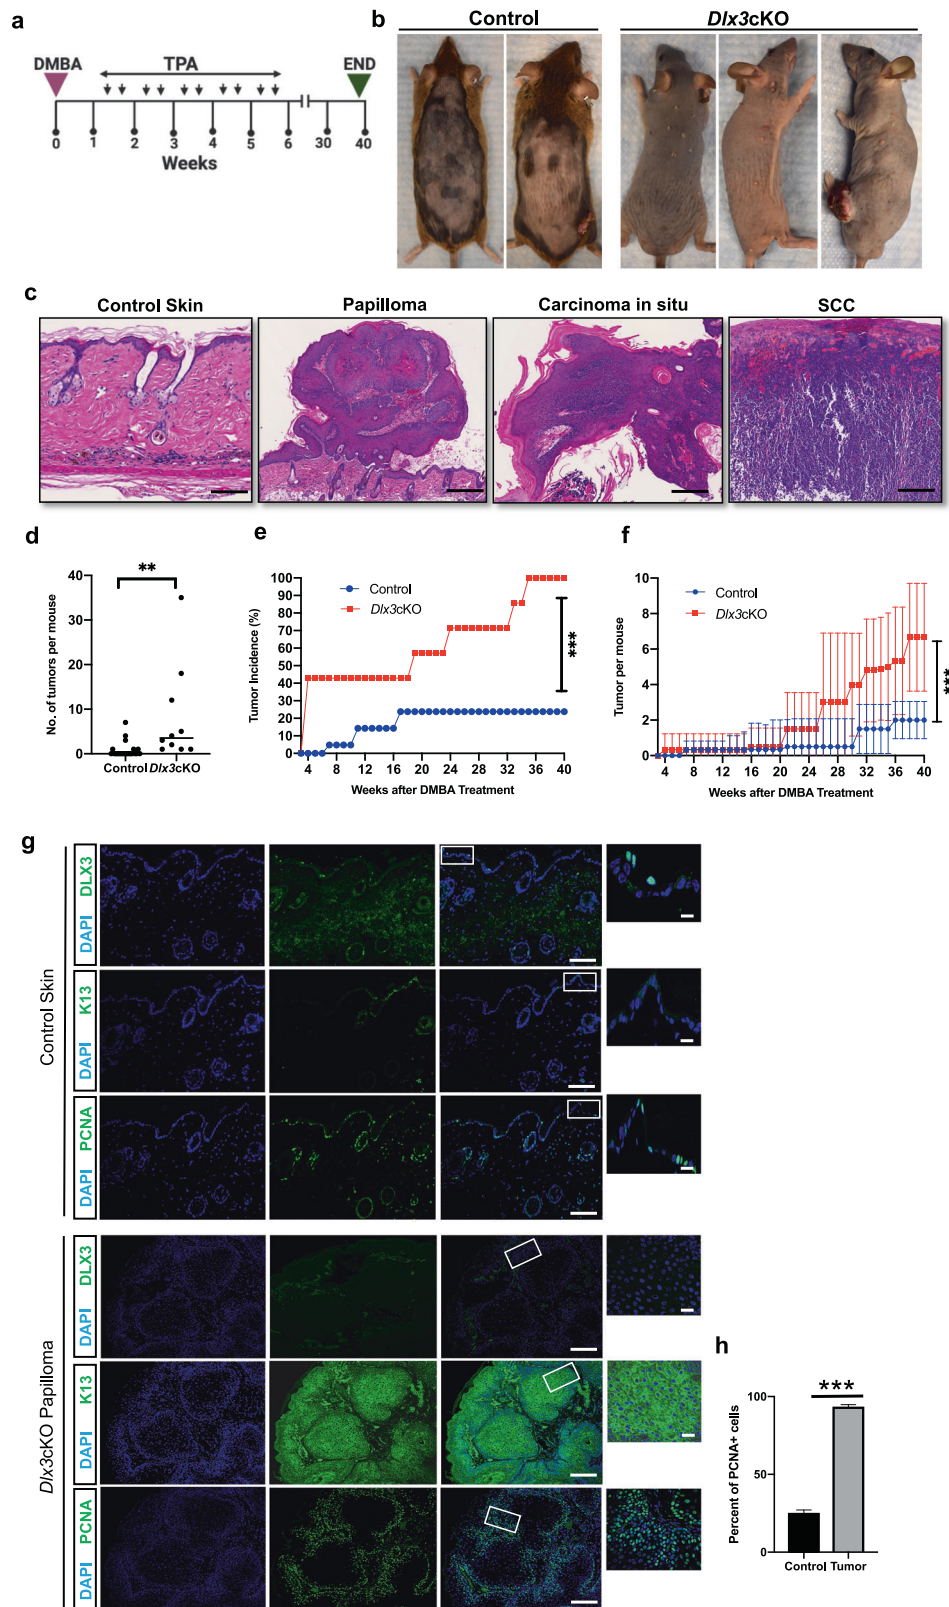 a
DMBA
TPA
END
0
1
2
3
4
5
6
30
40
Weeks
b
Control
Dlx3cKO
c
Control Skin
Papilloma
Carcinoma in situ
SCC
d
No. of tumors per mouse
40
30
20
10
0
**
Control Dlx3cKO
e
Tumor Incidence (%)
100
90
80
70
60
50
40
30
20
10
0
Control
Dlx3cKO
***
4 8 12 16 20 24 28 32 36 40
Weeks after DMBA Treatment
f
Tumor per mouse
10
8
6
4
2
0
Control
Dlx3cKO
***
4 8 12 16 20 24 28 32 36 40
Weeks after DMBA Treatment
g
Control Skin
DAPI DLX3
DAPI K13
DAPI PCNA
Dlx3cKO Papilloma
DAPI DLX3
DAPI K13
DAPI PCNA
h
Percent of PCNA+ cells
100
50
0
***
Control Tumor